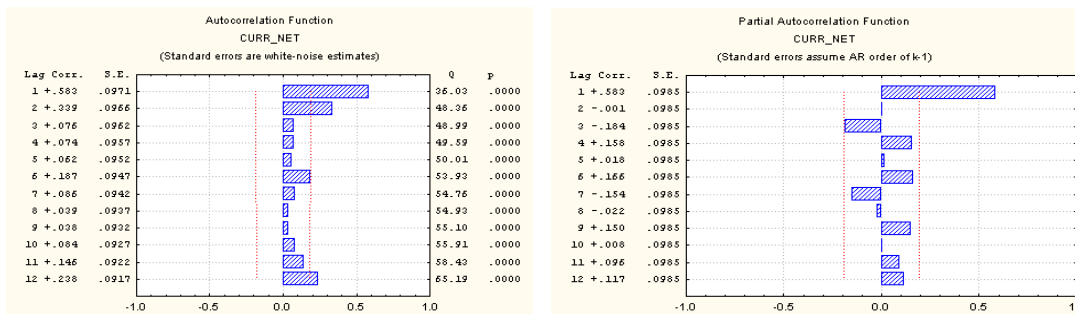 Autocorrelation Function
CURR_NET
(Standard errors are white-noise estimates)
Lag Corr. S.E. Q p
1 +.583 .0971 36.03 .0000
2 +.339 .0966 48.36 .0000
3 +.076 .0962 48.99 .0000
4 +.074 .0957 49.59 .0000
5 +.062 .0952 50.01 .0000
6 +.187 .0947 53.93 .0000
7 +.086 .0942 54.76 .0000
8 +.039 .0937 54.93 .0000
9 +.038 .0932 55.10 .0000
10 +.084 .0927 55.91 .0000
11 +.146 .0922 58.43 .0000
12 +.238 .0917 65.19 .0000
-1.0 -0.5 0.0 0.5 1.0
Partial Autocorrelation Function
CURR_NET
(Standard errors assume AR order of k-1)
Lag Corr. S.E.
1 +.583 .0985
2 -.001 .0985
3 -.184 .0985
4 +.158 .0985
5 +.018 .0985
6 +.166 .0985
7 -.154 .0985
8 -.022 .0985
9 +.150 .0985
10 +.008 .0985
11 +.096 .0985
12 +.117 .0985
-1.0 -0.5 0.0 0.5 1